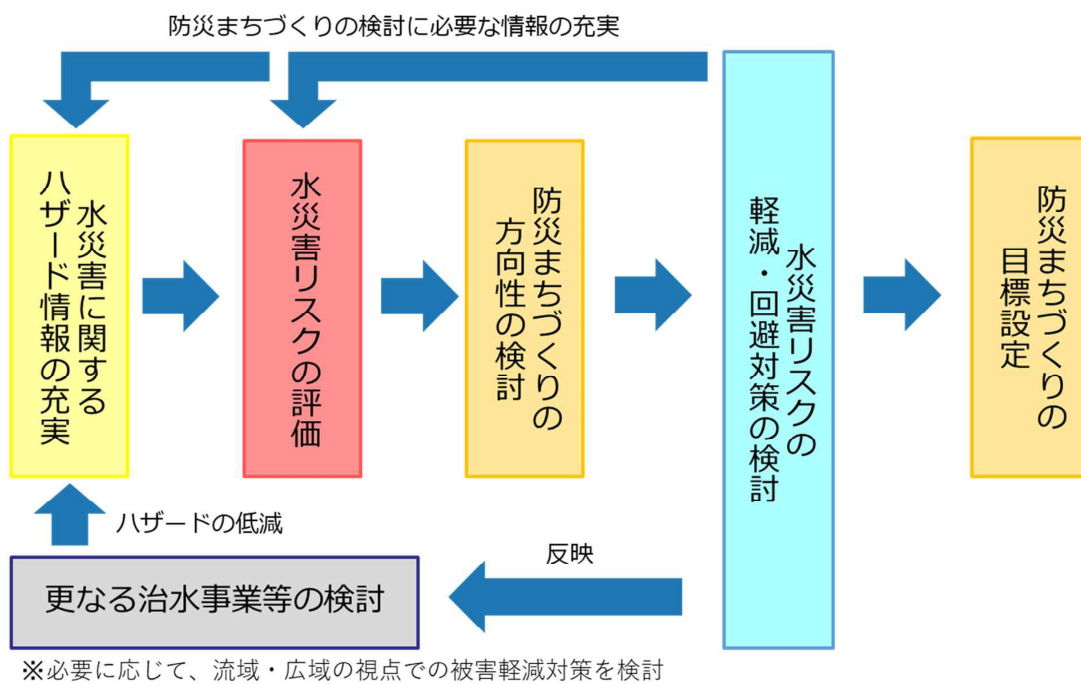 防災まちづくりの検討に必要な情報の充実
水災害に関する
ハザード情報の充実
水災害リスクの評価
防災まちづくりの
方向性の検討
水災害リスクの
軽減・回避対策の検討
防災まちづくりの
目標設定
ハザードの低減
反映
更なる治水事業等の検討
※必要に応じて、流域・広域の視点での被害軽減対策を検討